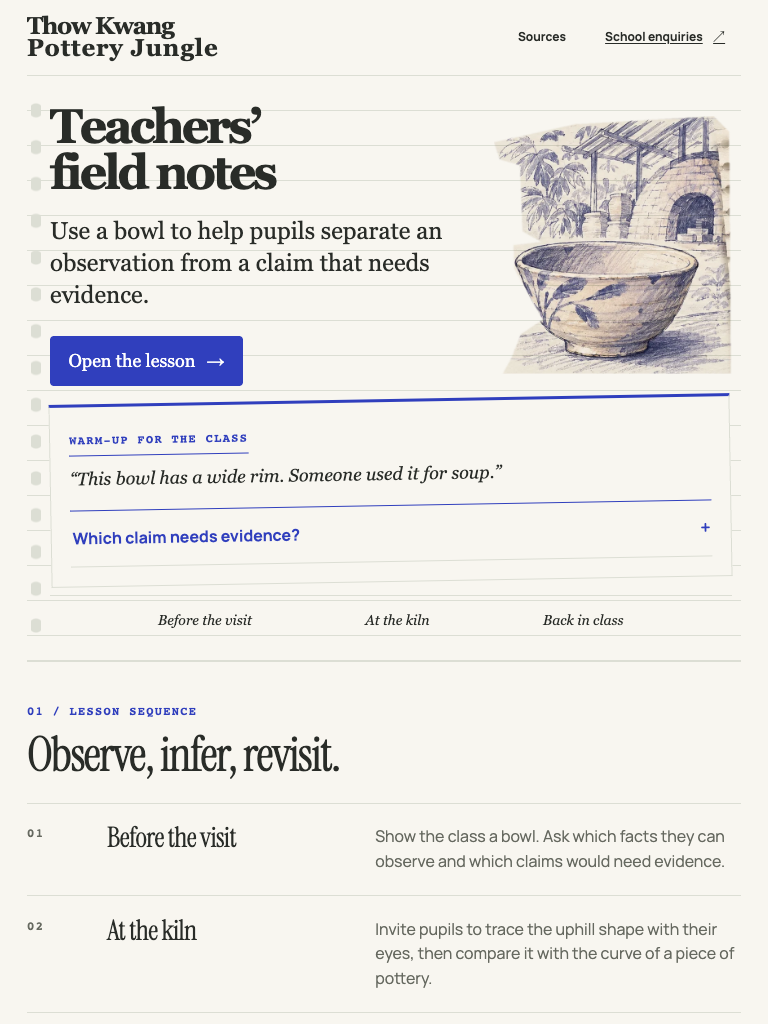 Thow Kwang
Pottery Jungle
Sources
School enquiries ↗
Teachers’
field notes
Use a bowl to help pupils separate an
observation from a claim that needs
evidence.
Open the lesson →
WARM-UP FOR THE CLASS
“This bowl has a wide rim. Someone used it for soup.”
Which claim needs evidence? +
Before the visit
At the kiln
Back in class
01 / LESSON SEQUENCE
Observe, infer, revisit.
01
Before the visit
Show the class a bowl. Ask which facts they can
observe and which claims would need evidence.
02
At the kiln
Invite pupils to trace the uphill shape with their
eyes, then compare it with the curve of a piece of
pottery.